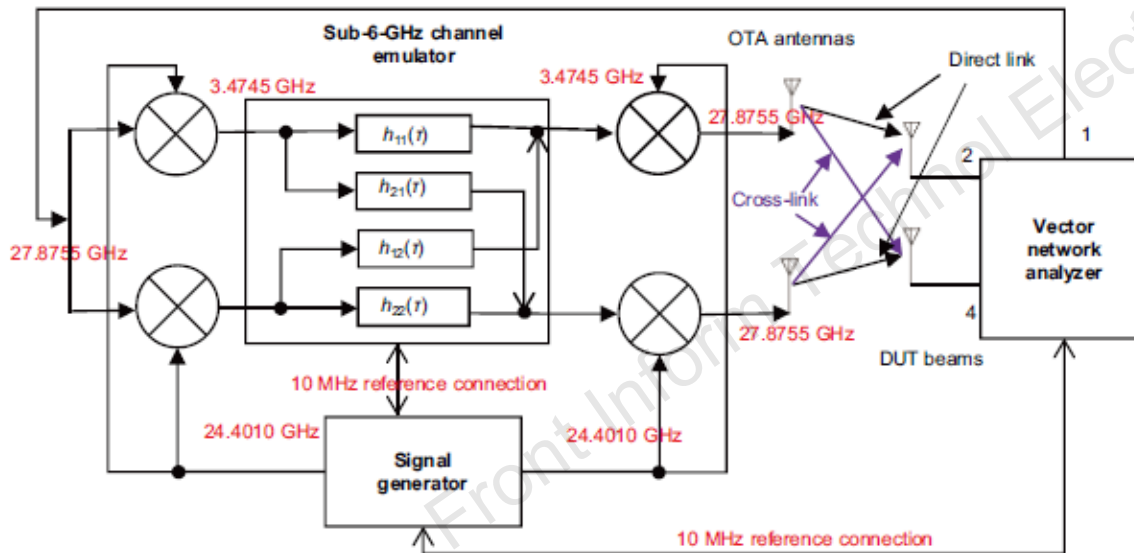 Sub-6-GHz channel
emulator
OTA antennas
Direct link
3.4745 GHz
3.4745 GHz
27.8755 GHz
1
h11(τ)
2
h21(τ)
Cross-link
Vector
network
analyzer
h12(τ)
27.8755 GHz
h22(τ)
4
27.8755 GHz
DUT beams
10 MHz reference connection
24.4010 GHz
24.4010 GHz
Signal
generator
10 MHz reference connection
Front Inform Technol Elect